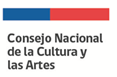 Consejo Nacional
de la Cultura y
las Artes